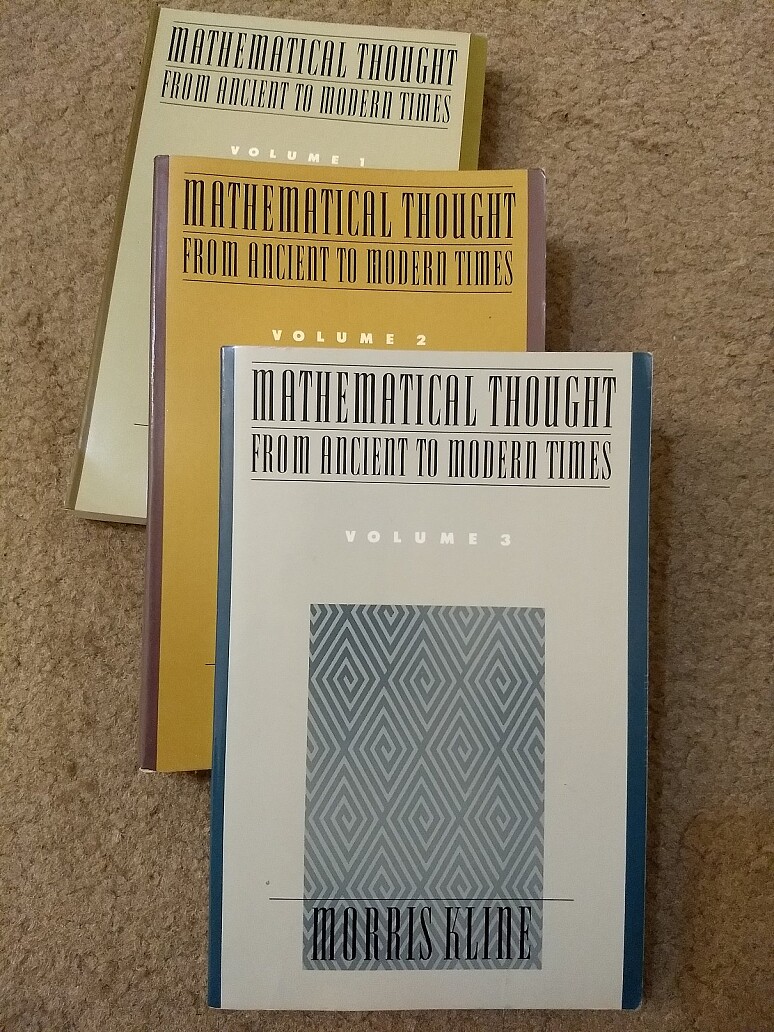 MATHEMATICAL THOUGHT
FROM ANCIENT TO MODERN TIMES
VOLUME 1
MATHEMATICAL THOUGHT
FROM ANCIENT TO MODERN TIMES
VOLUME 2
MATHEMATICAL THOUGHT
FROM ANCIENT TO MODERN TIMES
VOLUME 3
MORRIS KLINE